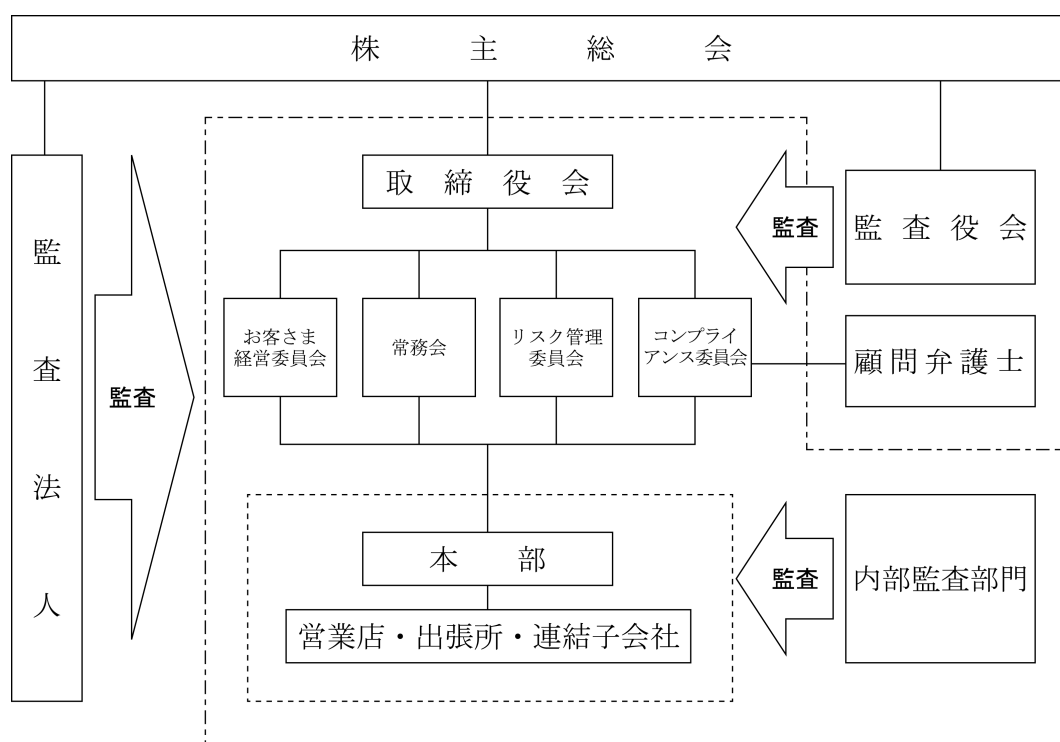 株主総会
取締役会
監査法人
監査
監査
監査役会
お客さま
経営委員会
常務会
リスク管理
委員会
コンプライ
アンス委員会
顧問弁護士
本部
監査
内部監査部門
営業店・出張所・連結子会社